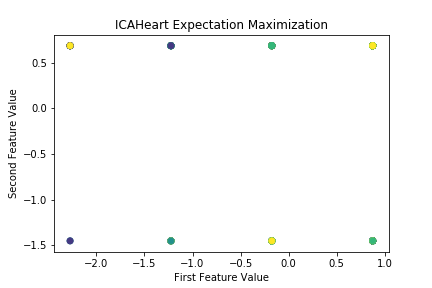 ICAHeart Expectation Maximization
Second Feature Value
0.5
0.0
−0.5
−1.0
−1.5
−2.0 −1.5 −1.0 −0.5 0.0 0.5 1.0
First Feature Value